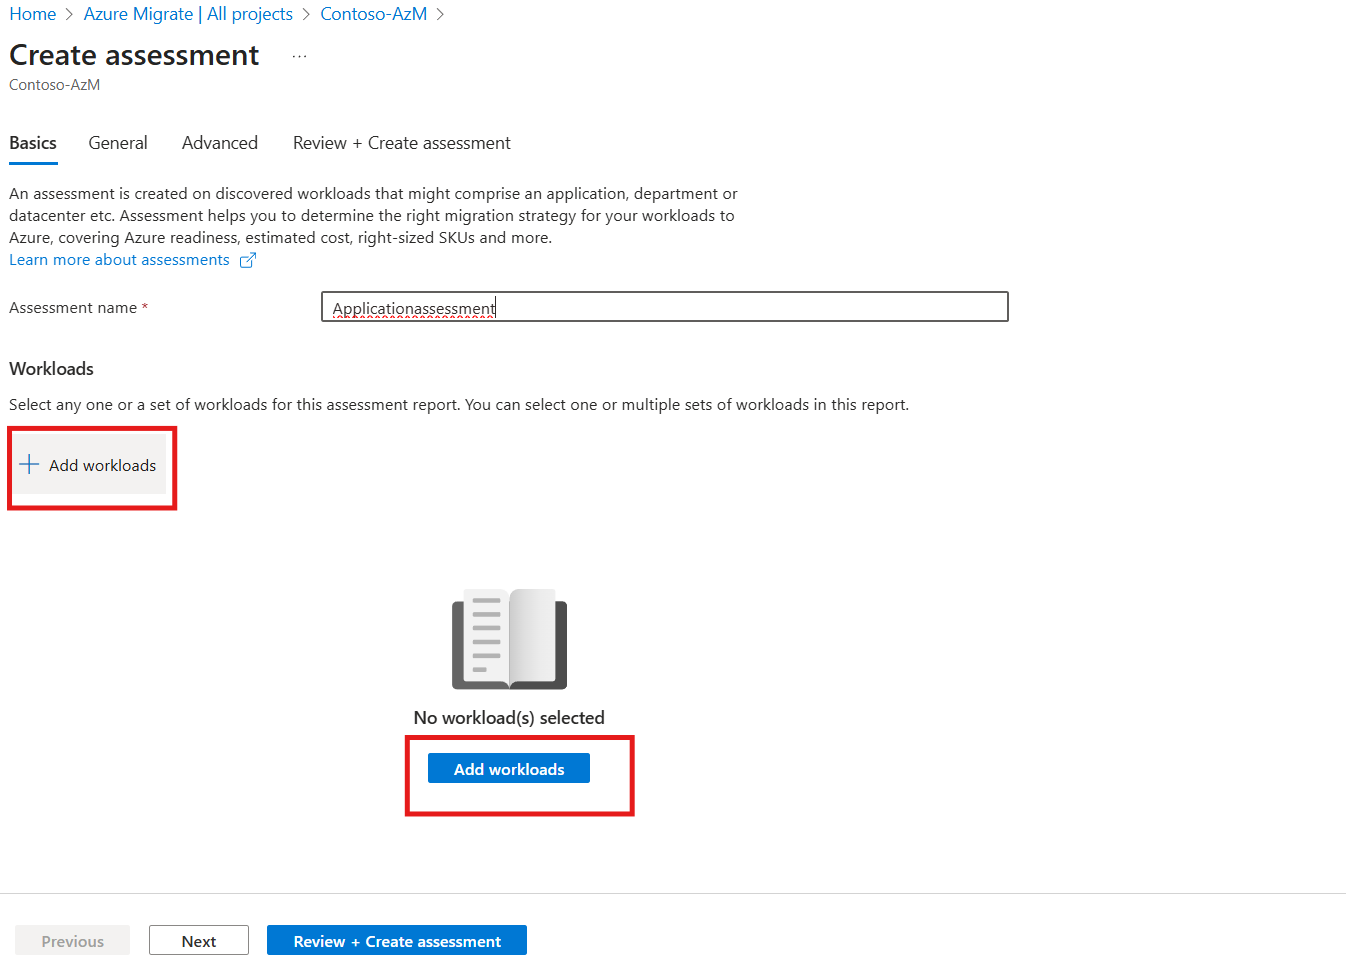 Home > Azure Migrate | All projects > Contoso-AzM >
Create assessment ...
Contoso-AzM
Basics General Advanced Review + Create assessment
An assessment is created on discovered workloads that might comprise an application, department or
datacenter etc. Assessment helps you to determine the right migration strategy for your workloads to
Azure, covering Azure readiness, estimated cost, right-sized SKUs and more.
Learn more about assessments
Assessment name * Applicationassessment
Workloads
Select any one or a set of workloads for this assessment report. You can select one or multiple sets of workloads in this report.
+ Add workloads
No workload(s) selected
Add workloads
Previous Next Review + Create assessment